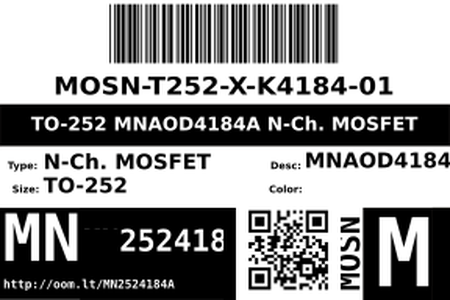 MOSN-T252-X-K4184-01
TO-252 MNAOD4184A N-Ch. MOSFET
Type: N-Ch. MOSFET
Desc: MNAOD4184
Size: TO-252
Color:
MN
252418
MOSN
M
http://oom.lt/MN2524184A